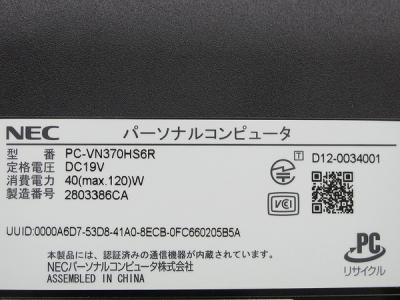 NEC パーソナルコンピュータ
型 番 PC-VN370HS6R
定格電圧 DC19V
消費電力 40(max.120)W
製造番号 2803386CA
T D12-0034001
VCI
UUID:0000A6D7-53D8-41A0-8ECB-0FC660205B5A
本製品には、認証済みの通信機器が内蔵されています。
NECパーソナルコンピュータ株式会社
ASSEMBLED IN CHINA
PC
リサイクル